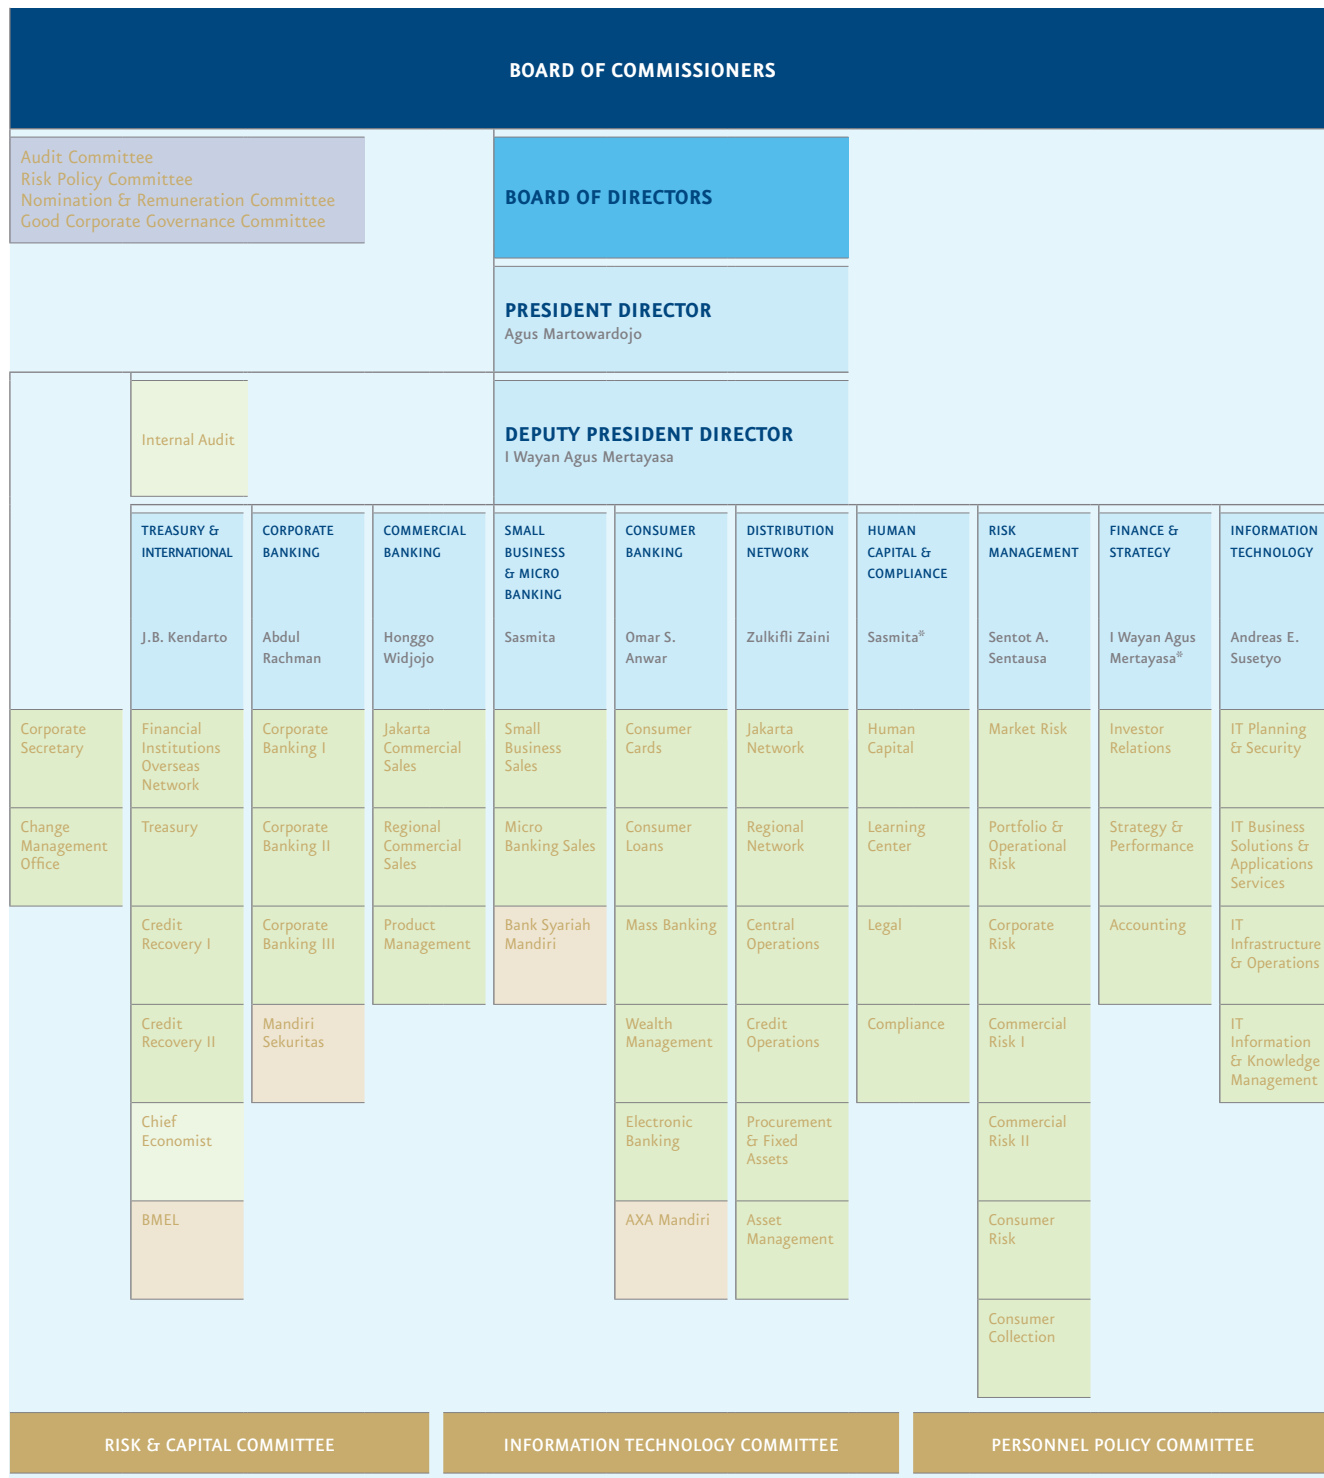 BOARD OF COMMISSIONERS
Audit Committee
Risk Policy Committee
Nomination & Remuneration Committee
Good Corporate Governance Committee
BOARD OF DIRECTORS
PRESIDENT DIRECTOR
Agus Martowardojo
Internal Audit
DEPUTY PRESIDENT DIRECTOR
I Wayan Agus Mertayasa
Corporate
Secretary
Change
Management
Office
TREASURY &
INTERNATIONAL
J.B. Kendarto
Financial
Institutions
Overseas
Network
Treasury
Credit
Recovery I
Credit
Recovery II
Chief
Economist
BMEL
CORPORATE
BANKING
Abdul
Rachman
Corporate
Banking I
Corporate
Banking II
Corporate
Banking III
Mandiri
Sekuritas
COMMERCIAL
BANKING
Honggo
Widjojo
Jakarta
Commercial
Sales
Regional
Commercial
Sales
Product
Management
SMALL
BUSINESS
& MICRO
BANKING
Sasmita
Small
Business
Sales
Micro
Banking Sales
Bank Syariah
Mandiri
CONSUMER
BANKING
Omar S.
Anwar
Consumer
Cards
Consumer
Loans
Mass Banking
Wealth
Management
Electronic
Banking
AXA Mandiri
DISTRIBUTION
NETWORK
Zulkifli Zaini
Jakarta
Network
Regional
Network
Central
Operations
Credit
Operations
Procurement
& Fixed
Assets
Asset
Management
HUMAN
CAPITAL &
COMPLIANCE
Sasmita*
Human
Capital
Learning
Center
Legal
Compliance
RISK
MANAGEMENT
Sentot A.
Sentausa
Market Risk
Portfolio &
Operational
Risk
Corporate
Risk
Commercial
Risk I
Commercial
Risk II
Consumer
Risk
Consumer
Collection
FINANCE &
STRATEGY
I Wayan Agus
Mertayasa*
Investor
Relations
Strategy &
Performance
Accounting
INFORMATION
TECHNOLOGY
Andreas E.
Susetyo
IT Planning
& Security
IT Business
Solutions &
Applications
Services
IT
Infrastructure
& Operations
IT
Information
& Knowledge
Management
RISK & CAPITAL COMMITTEE
INFORMATION TECHNOLOGY COMMITTEE
PERSONNEL POLICY COMMITTEE